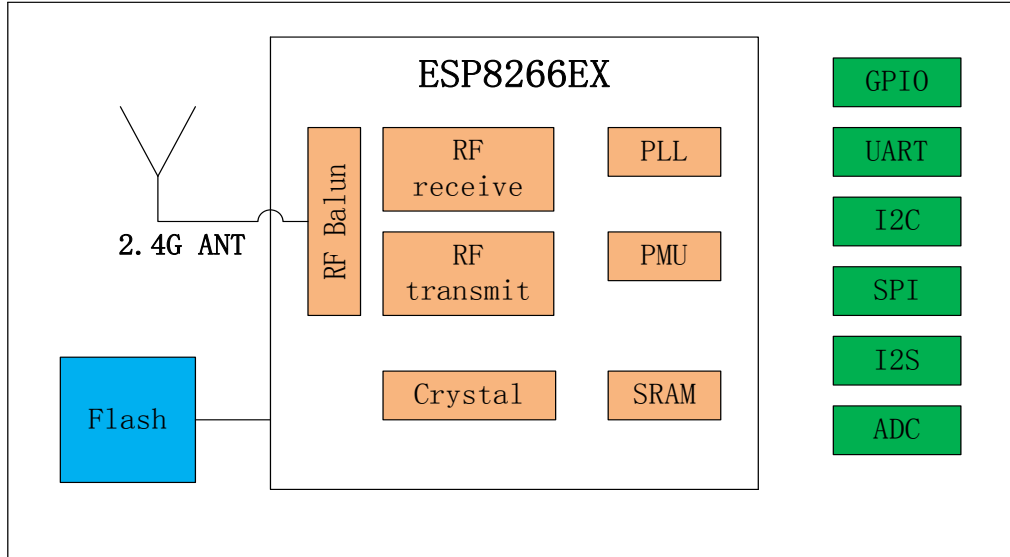 ESP8266EX
2.4G ANT
RF Balun
RF
receive
RF
transmit
Crystal
PLL
PMU
SRAM
Flash
GPIO
UART
I2C
SPI
I2S
ADC